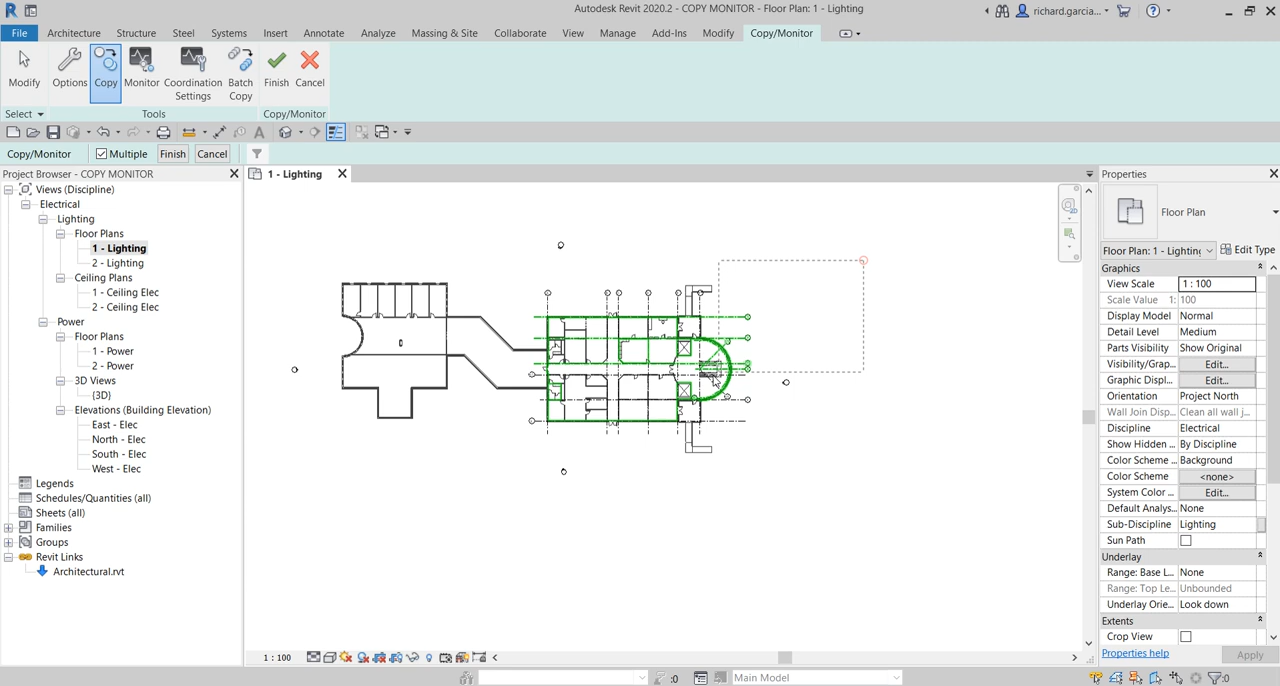 Autodesk Revit 2020.2 - COPY MONITOR - Floor Plan: 1 - Lighting
richard.garcia...
File Architecture Structure Steel Systems Insert Annotate Analyze Massing & Site Collaborate View Manage Add-Ins Modify Copy/Monitor
Modify Options Copy Monitor Coordination Settings Batch Copy Finish Cancel
Select Tools Copy/Monitor
Copy/Monitor Multiple Finish Cancel
Project Browser - COPY MONITOR
Views (Discipline)
Electrical
Lighting
Floor Plans
1 - Lighting
2 - Lighting
Ceiling Plans
1 - Ceiling Elec
2 - Ceiling Elec
Power
Floor Plans
1 - Power
2 - Power
3D Views
(3D)
Elevations (Building Elevation)
East - Elec
North - Elec
South - Elec
West - Elec
Legends
Schedules/Quantities (all)
Sheets (all)
Families
Groups
Revit Links
Architectural.rvt
1 - Lighting
1 : 100
:0
Main Model
Properties
Floor Plan
Floor Plan: 1 - Lighting
Edit Type
Graphics
View Scale 1 : 100
Scale Value 1: 100
Display Model Normal
Detail Level Medium
Parts Visibility Show Original
Visibility/Grap... Edit...
Graphic Displ... Edit...
Orientation Project North
Wall Join Disp... Clean all wall j...
Discipline Electrical
Show Hidden ... By Discipline
Color Scheme ... Background
Color Scheme <none>
System Color ... Edit...
Default Analys... None
Sub-Discipline Lighting
Sun Path
Underlay
Range: Base L... None
Range: Top Le... Unbounded
Underlay Orie... Look down
Extents
Crop View
Properties help
Apply
:0